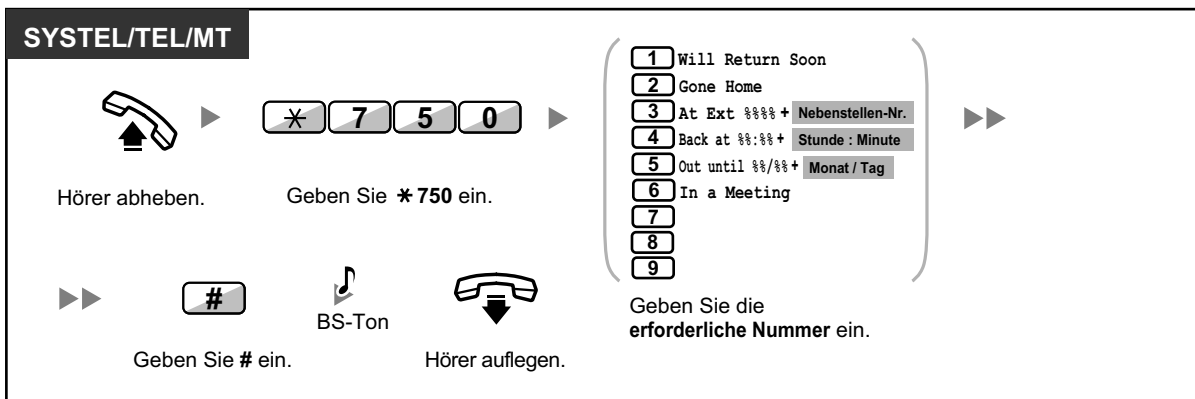 SYSTEL/TEL/MT
Hörer abheben.
* 7 5 0
Geben Sie *750 ein.
1 Will Return Soon
2 Gone Home
3 At Ext %%%% + Nebenstellen-Nr.
4 Back at %%:%% + Stunde : Minute
5 Out until %%/%% + Monat / Tag
6 In a Meeting
7
8
9
Geben Sie die
erforderliche Nummer ein.
#
Geben Sie # ein.
BS-Ton
Hörer auflegen.